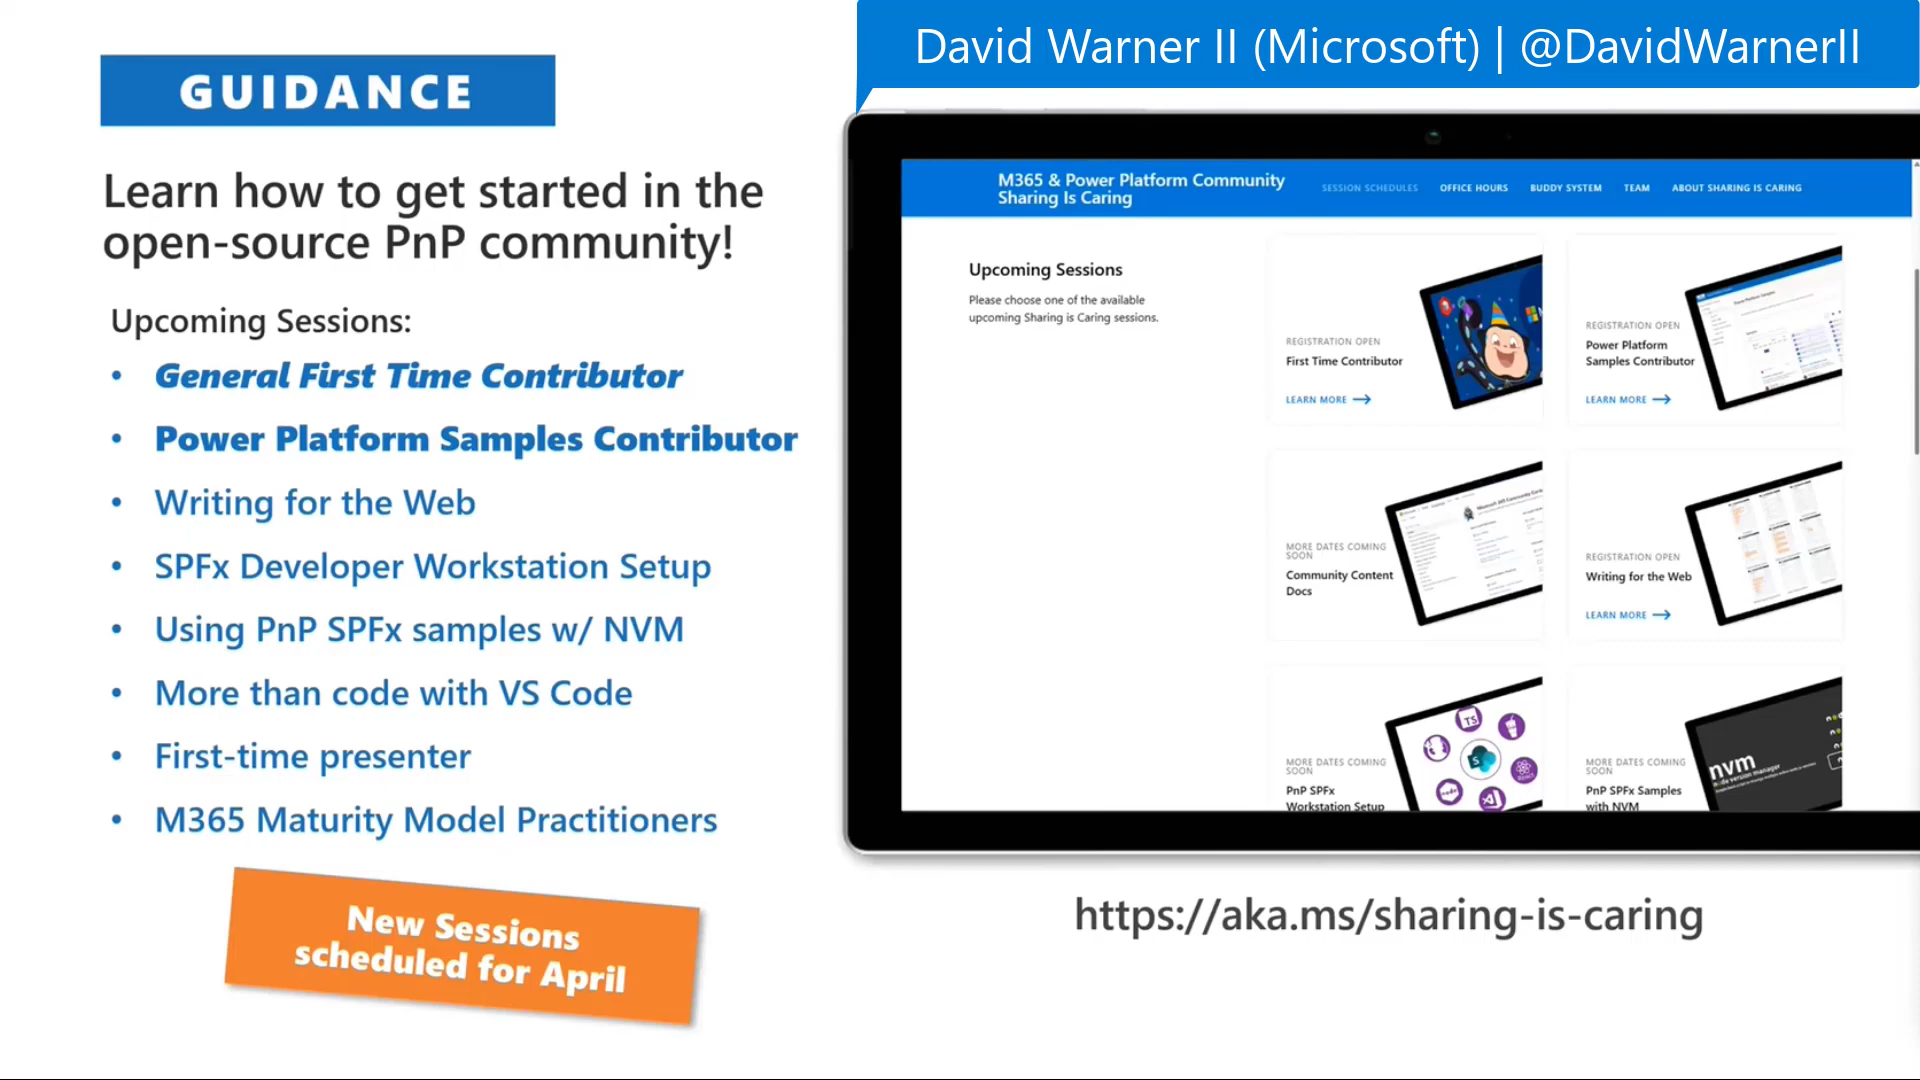 David Warner II (Microsoft) | @DavidWarnerII
GUIDANCE
Learn how to get started in the
open-source PnP community!
Upcoming Sessions:
• General First Time Contributor
• Power Platform Samples Contributor
• Writing for the Web
• SPFx Developer Workstation Setup
• Using PnP SPFx samples w/ NVM
• More than code with VS Code
• First-time presenter
• M365 Maturity Model Practitioners
New Sessions
scheduled for April
M365 & Power Platform Community
Sharing Is Caring
SESSION SCHEDULES
OFFICE HOURS
BUDDY SYSTEM
TEAM
ABOUT SHARING IS CARING
Upcoming Sessions
Please choose one of the available
upcoming Sharing is Caring sessions.
REGISTRATION OPEN
First Time Contributor
LEARN MORE
REGISTRATION OPEN
Power Platform
Samples Contributor
LEARN MORE
MORE DATES COMING
SOON
Community Content
Docs
REGISTRATION OPEN
Writing for the Web
LEARN MORE
MORE DATES COMING
SOON
PnP SPFx
Workstation Setup
TS
S
MORE DATES COMING
SOON
PnP SPFx Samples
with NVM
nvm
https://aka.ms/sharing-is-caring